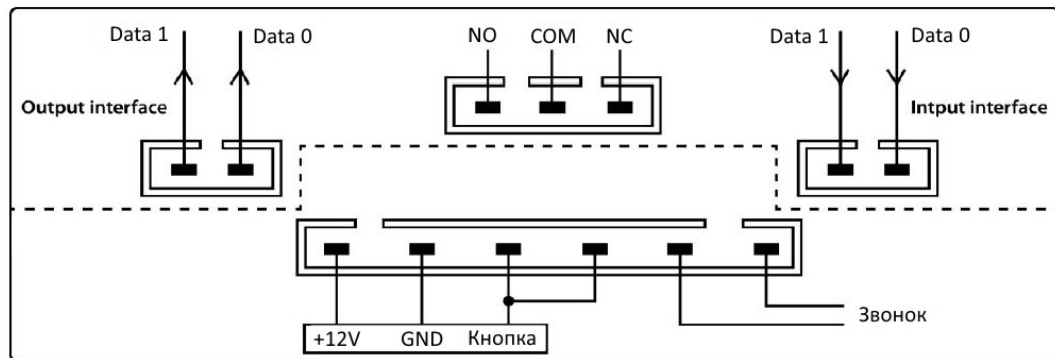 Data 1
Data 0
NO
COM
NC
Data 1
Data 0
Output interface
Intput interface
+12V
GND
Кнопка
Звонок